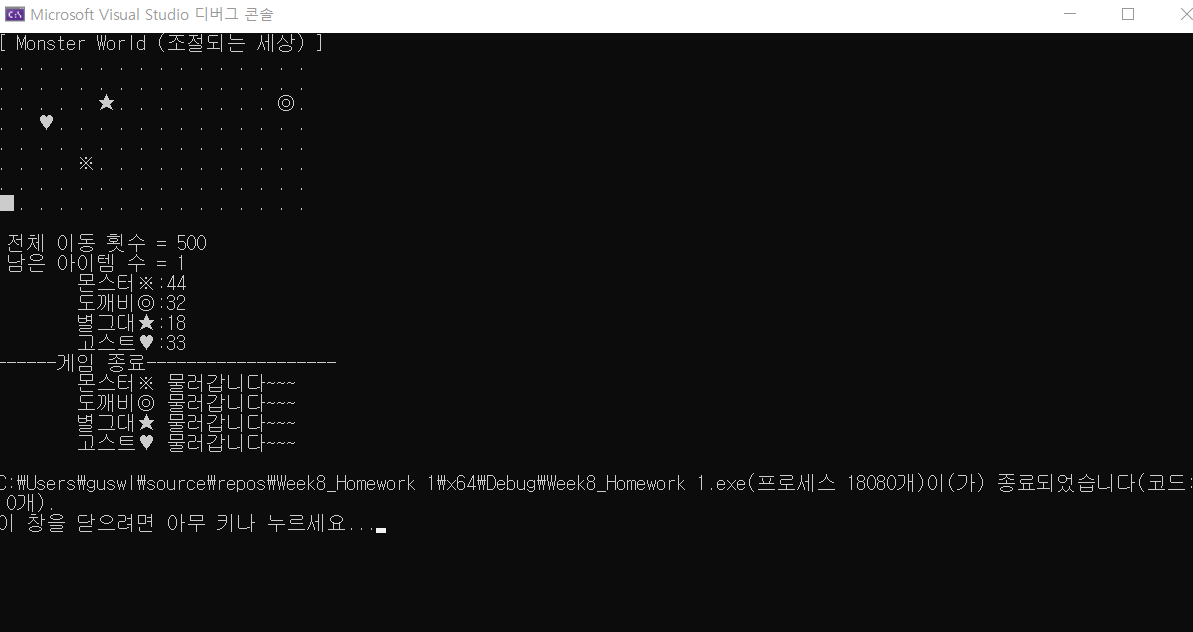 Microsoft Visual Studio 디버그 콘솔
[ Monster World (조절되는 세상) ]
. . . . . . . . . . . . . . . .
. . . . . . . . . . . . . . . .
. . . . . ★. . . . . . . . ◎.
. . ♥. . . . . . . . . . . . .
. . . . . . . . . . . . . . . .
. . . . ※. . . . . . . . . . .
. . . . . . . . . . . . . . . .
■. . . . . . . . . . . . . . .
전체 이동 횟수 = 500
남은 아이템 수 = 1
몬스터※:44
도깨비◎:32
별그대★:18
고스트♥:33
------게임 종료-------------------
몬스터※ 물러갑니다~~~
도깨비◎ 물러갑니다~~~
별그대★ 물러갑니다~~~
고스트♥ 물러갑니다~~~
C:₩Users₩guswl₩source₩repos₩Week8_Homework 1₩x64₩Debug₩Week8_Homework 1.exe(프로세스 18080개)이(가) 종료되었습니다(코드:
0개).
이 창을 닫으려면 아무 키나 누르세요...